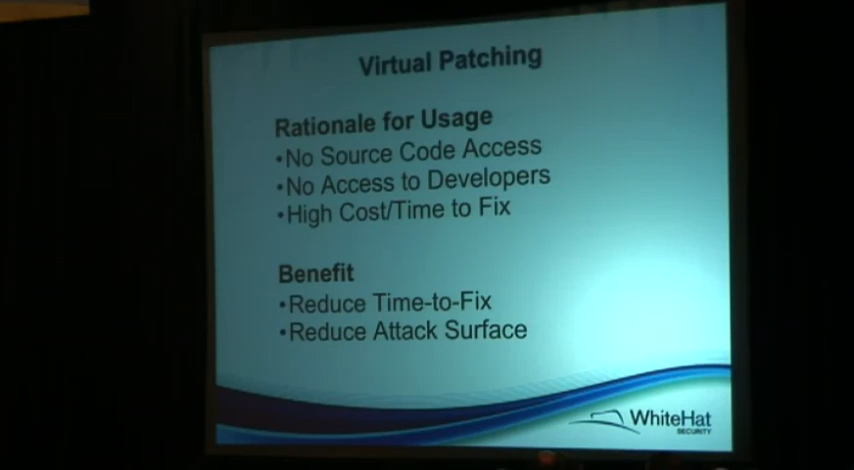 Virtual Patching
Rationale for Usage
•No Source Code Access
•No Access to Developers
•High Cost/Time to Fix
Benefit
•Reduce Time-to-Fix
•Reduce Attack Surface
WhiteHat
SECURITY